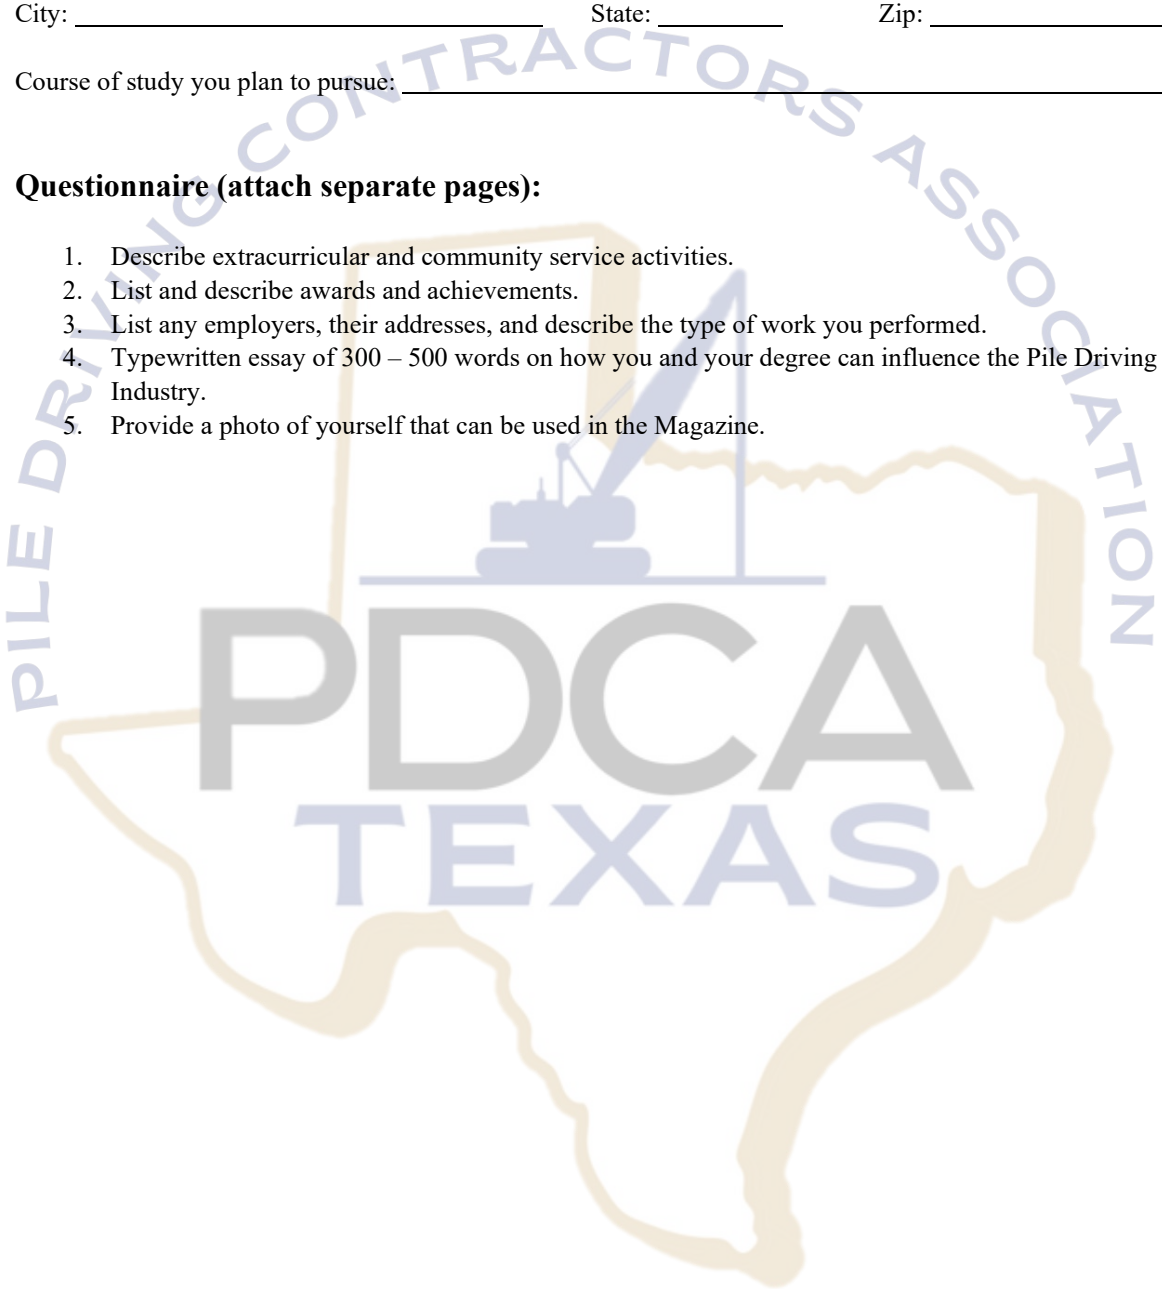 City: State: Zip:
Course of study you plan to pursue:
Questionnaire (attach separate pages):
1. Describe extracurricular and community service activities.
2. List and describe awards and achievements.
3. List any employers, their addresses, and describe the type of work you performed.
4. Typewritten essay of 300 – 500 words on how you and your degree can influence the Pile Driving
Industry.
5. Provide a photo of yourself that can be used in the Magazine.
PILE DRIVING CONTRACTORS ASSOCIATION
PDCA
TEXAS